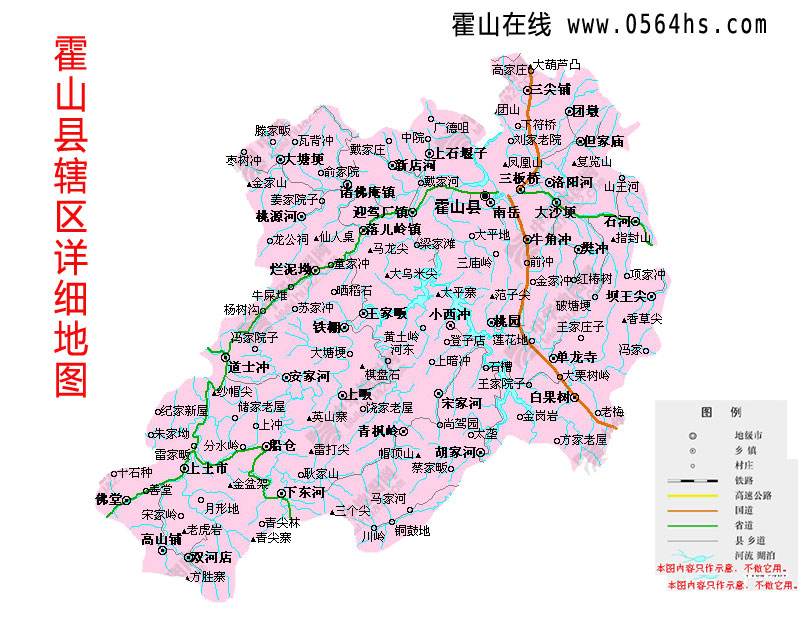 霍山在线 www.0564hs.com
霍山县辖区详细地图
高家庄
大葫芦凸
三尖铺
团山
团墩
下符桥
广德咀
滕家畈
瓦背冲
中院
刘家老院
但家庙
戴家庄
上石堰子
枣树冲
大塘埂
新店河
凤凰山
复览山
俞家院
金家山
诸佛庵镇
戴家河
三板桥
洛阳河
山王河
姜家院子
桃源河
迎驾厂镇
霍山县
南岳
大沙埂
石河
落儿岭镇
龙公祠
仙人桌
马龙尖
梁家滩
大平地
牛角冲
樊冲
指封山
烂泥坳
董家冲
大乌米尖
三庙岭
前冲
金家冲
红椿树
项家冲
牛屎堆
晒稻石
太平寨
范子尖
坝王尖
杨树沟
苏家冲
王家畈
小西冲
桃园
破塘埂
香草尖
铁棚
黄土岭
王家庄子
冯家院子
登子店
莲花地
大塘埂
河东
冯家
道士冲
上暗冲
单龙寺
棋盘石
石槽
安家河
王家院子
大栗树岭
纱帽尖
上畈
宋家河
白果树
纪家新屋
储家老屋
饶家老屋
英山寨
上冲
尚驾园
金岗岩
老梅
朱家坳
青枫岭
太垄
分水岭
船仓
方家老屋
雷家畈
雷打尖
帽顶山
胡家河
上土市
蔡家畈
十石种
金盆架
耿家山
善堂
下东河
佛堂
马家河
月形地
宋家岭
三个尖
青尖林
老虎岩
铜鼓地
高山铺
青尖寨
川岭
双河店
方胜寨
图 例
地级市
乡 镇
村庄
铁路
高速公路
国道
省道
县 乡道
河流 湖泊
本图内容只作示意．不做它用。
本图内容只作示意．不做它用。